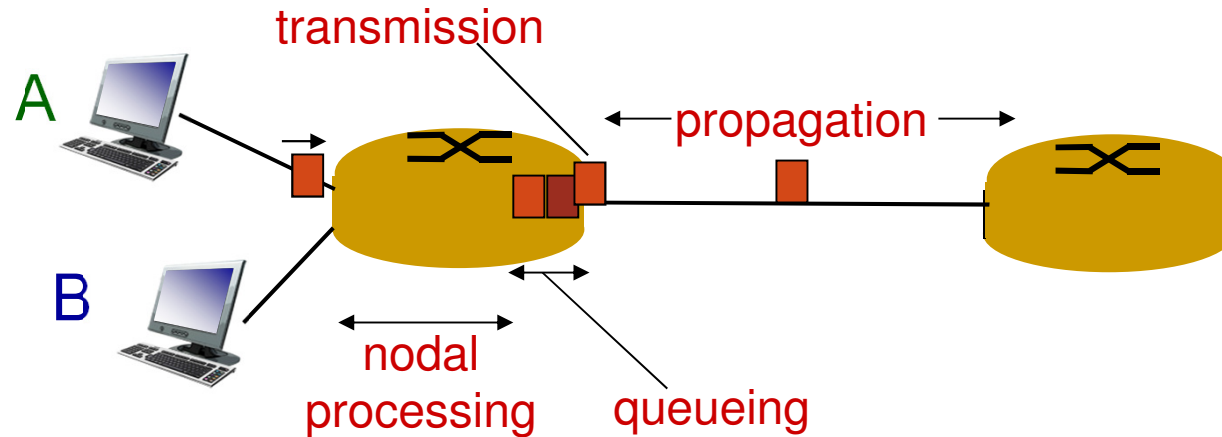 transmission
A
propagation
B
nodal
processing
queueing